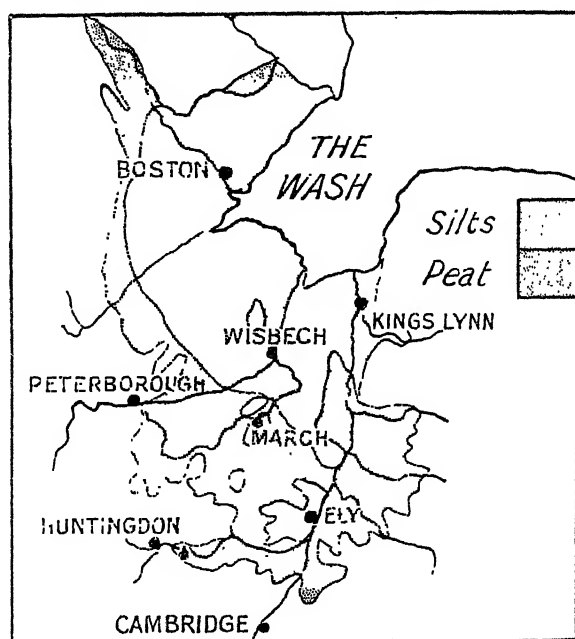 BOSTON
THE
WASH
Silts
Peat
KINGS LYNN
WISBECH
PETERBOROUGH
MARCH
ELY
HUNTINGDON
CAMBRIDGE